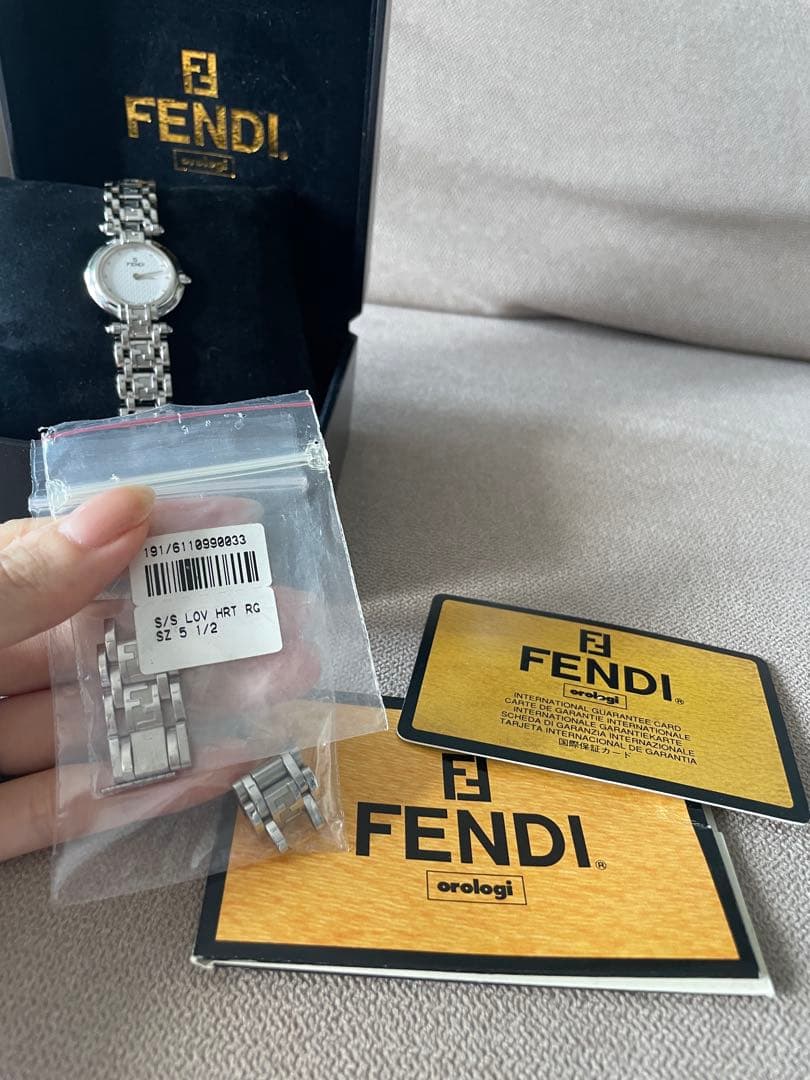 FENDI
orologi
FENDI
191/6110990033
S/S LOV HRT RG
SZ 5 1/2
FENDI®
orologi
INTERNATIONAL GUARANTEE CARD
CARTE DE GARANTIE INTERNATIONALE
INTERNATIONALE GARANTIEKARTE
SCHEDA DI GARANZIA INTERNAZIONALE
TARJETA INTERNACIONAL DE GARANTIA
国際保証カード
FENDI®
orologi